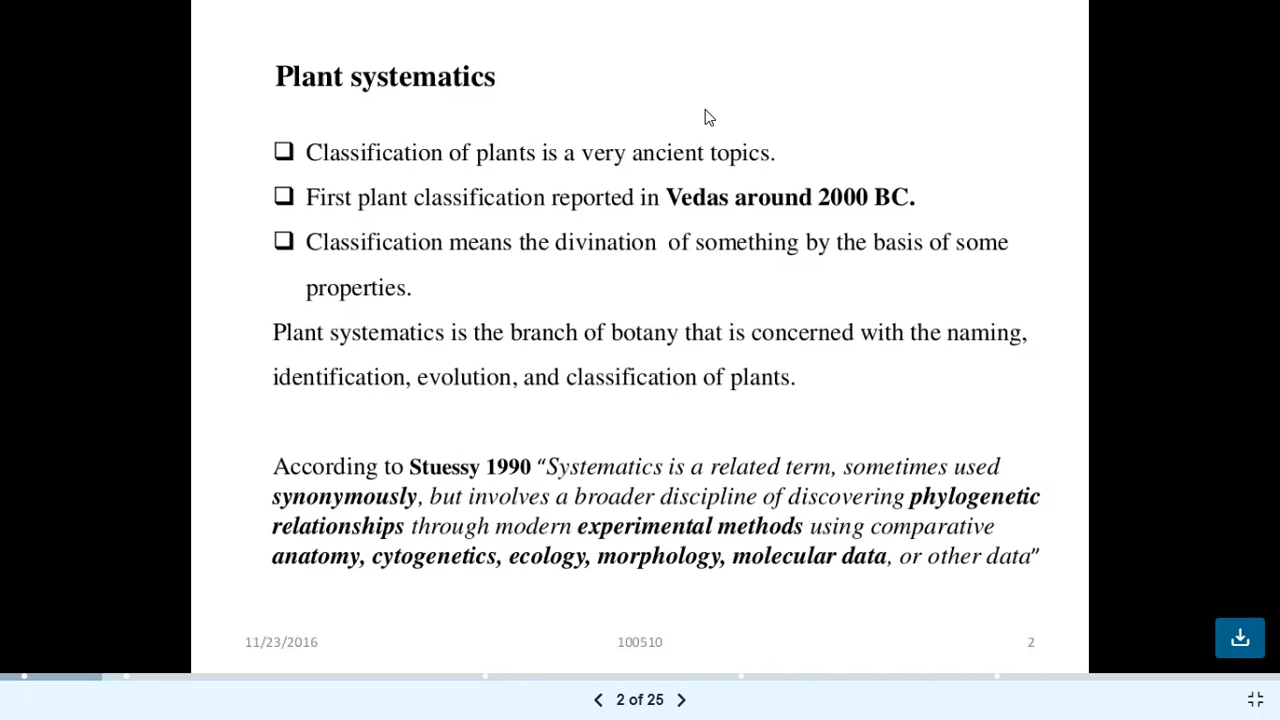 Plant systematics
❑ Classification of plants is a very ancient topics.
❑ First plant classification reported in Vedas around 2000 BC.
❑ Classification means the divination of something by the basis of some
properties.
Plant systematics is the branch of botany that is concerned with the naming,
identification, evolution, and classification of plants.
According to Stuessy 1990 “Systematics is a related term, sometimes used
synonymously, but involves a broader discipline of discovering phylogenetic
relationships through modern experimental methods using comparative
anatomy, cytogenetics, ecology, morphology, molecular data, or other data”
11/23/2016 100510 2
2 of 25